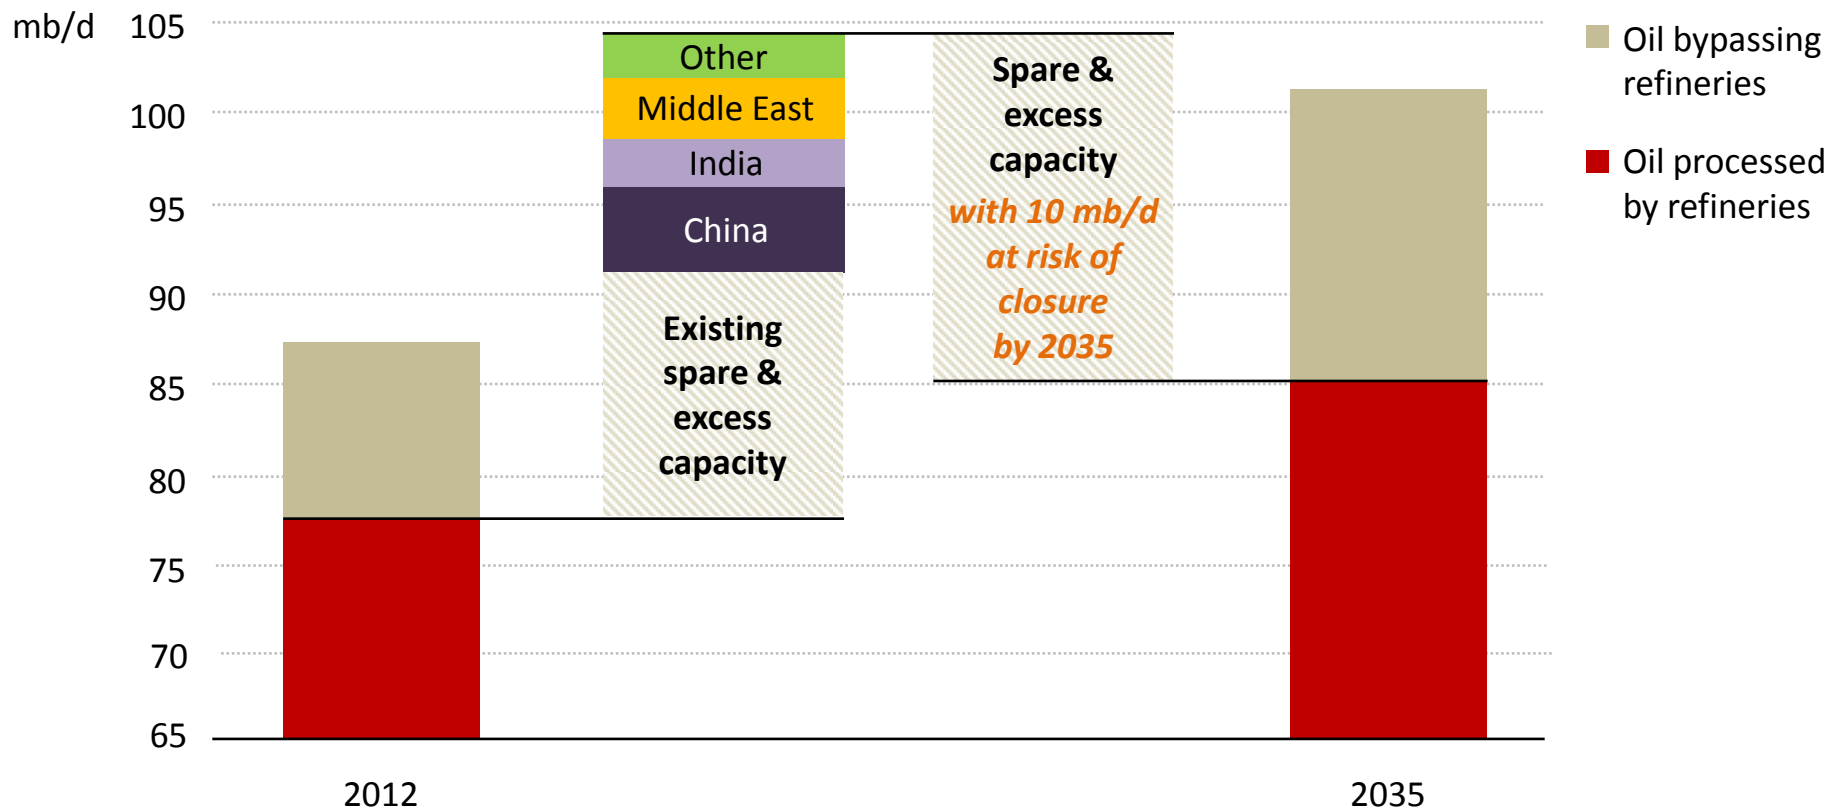 mb/d
105
100
95
90
85
80
75
70
65
Other
Middle East
India
China
Existing
spare &
excess
capacity
Spare &
excess
capacity
with 10 mb/d
at risk of
closure
by 2035
Oil bypassing
refineries
Oil processed
by refineries
2012
2035